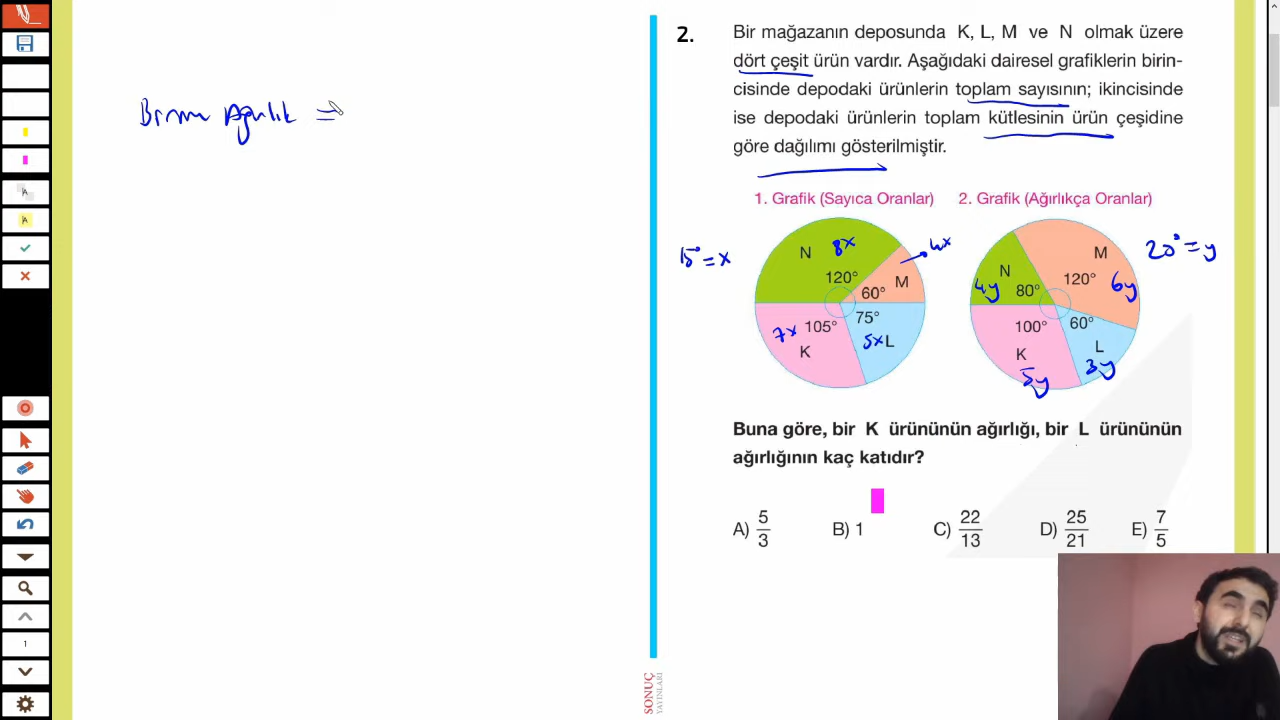 Birim Ağırlık ⇒
2.
Bir mağazanın deposunda K, L, M ve N olmak üzere
dört çeşit ürün vardır. Aşağıdaki dairesel grafiklerin birin-
cisinde depodaki ürünlerin toplam sayısının; ikincisinde
ise depodaki ürünlerin toplam kütlesinin ürün çeşidine
göre dağılımı gösterilmiştir.
1. Grafik (Sayıca Oranlar)
15° = x
N
8x
4x
120°
60°
M
7x
105°
75°
K
5x
L
2. Grafik (Ağırlıkça Oranlar)
20° = y
M
N
120°
4y
80°
6y
100°
60°
K
L
5y
3y
Buna göre, bir K ürününün ağırlığı, bir L ürününün
ağırlığının kaç katıdır?
A) 5/3 B) 1 C) 22/13 D) 25/21 E) 7/5
SONUÇ
YAYINLARI
A
A
1